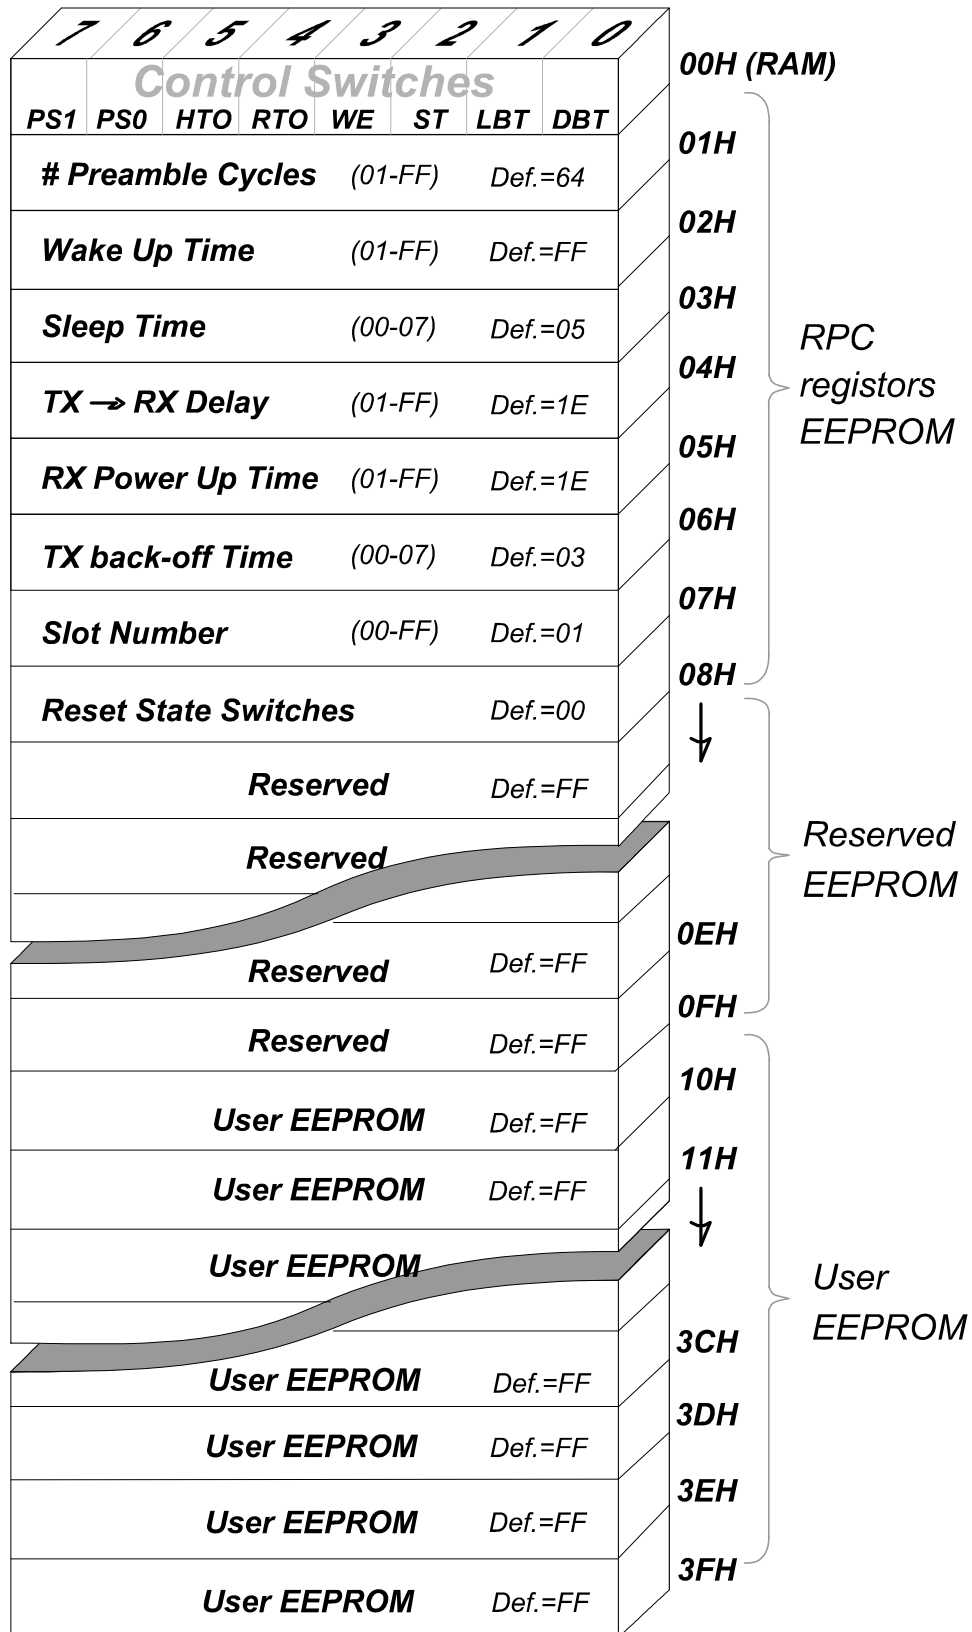 7 6 5 4 3 2 1 0
Control Switches
00H (RAM)
PS1 PS0 HTO RTO WE ST LBT DBT
# Preamble Cycles (01-FF) Def.=64
01H
Wake Up Time (01-FF) Def.=FF
02H
Sleep Time (00-07) Def.=05
03H
TX → RX Delay (01-FF) Def.=1E
04H
RX Power Up Time (01-FF) Def.=1E
05H
TX back-off Time (00-07) Def.=03
06H
Slot Number (00-FF) Def.=01
07H
Reset State Switches Def.=00
08H
RPC
registors
EEPROM
Reserved Def.=FF
Reserved
Reserved Def.=FF
0EH
Reserved Def.=FF
0FH
Reserved
EEPROM
User EEPROM Def.=FF
10H
User EEPROM Def.=FF
11H
User EEPROM
User EEPROM Def.=FF
3CH
User EEPROM Def.=FF
3DH
User EEPROM Def.=FF
3EH
User EEPROM Def.=FF
3FH
User
EEPROM